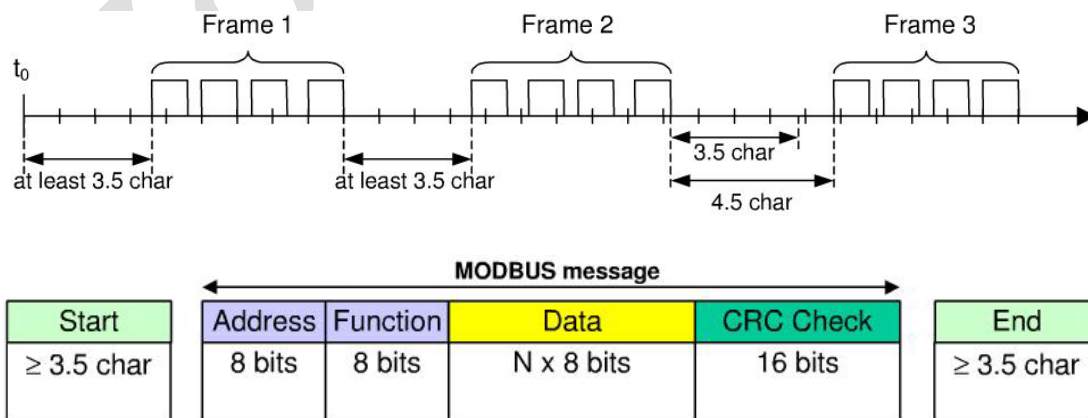 Frame 1 Frame 2 Frame 3
t0
at least 3.5 char at least 3.5 char 3.5 char
4.5 char
MODBUS message
Start Address Function Data CRC Check End
≥ 3.5 char 8 bits 8 bits N x 8 bits 16 bits ≥ 3.5 char